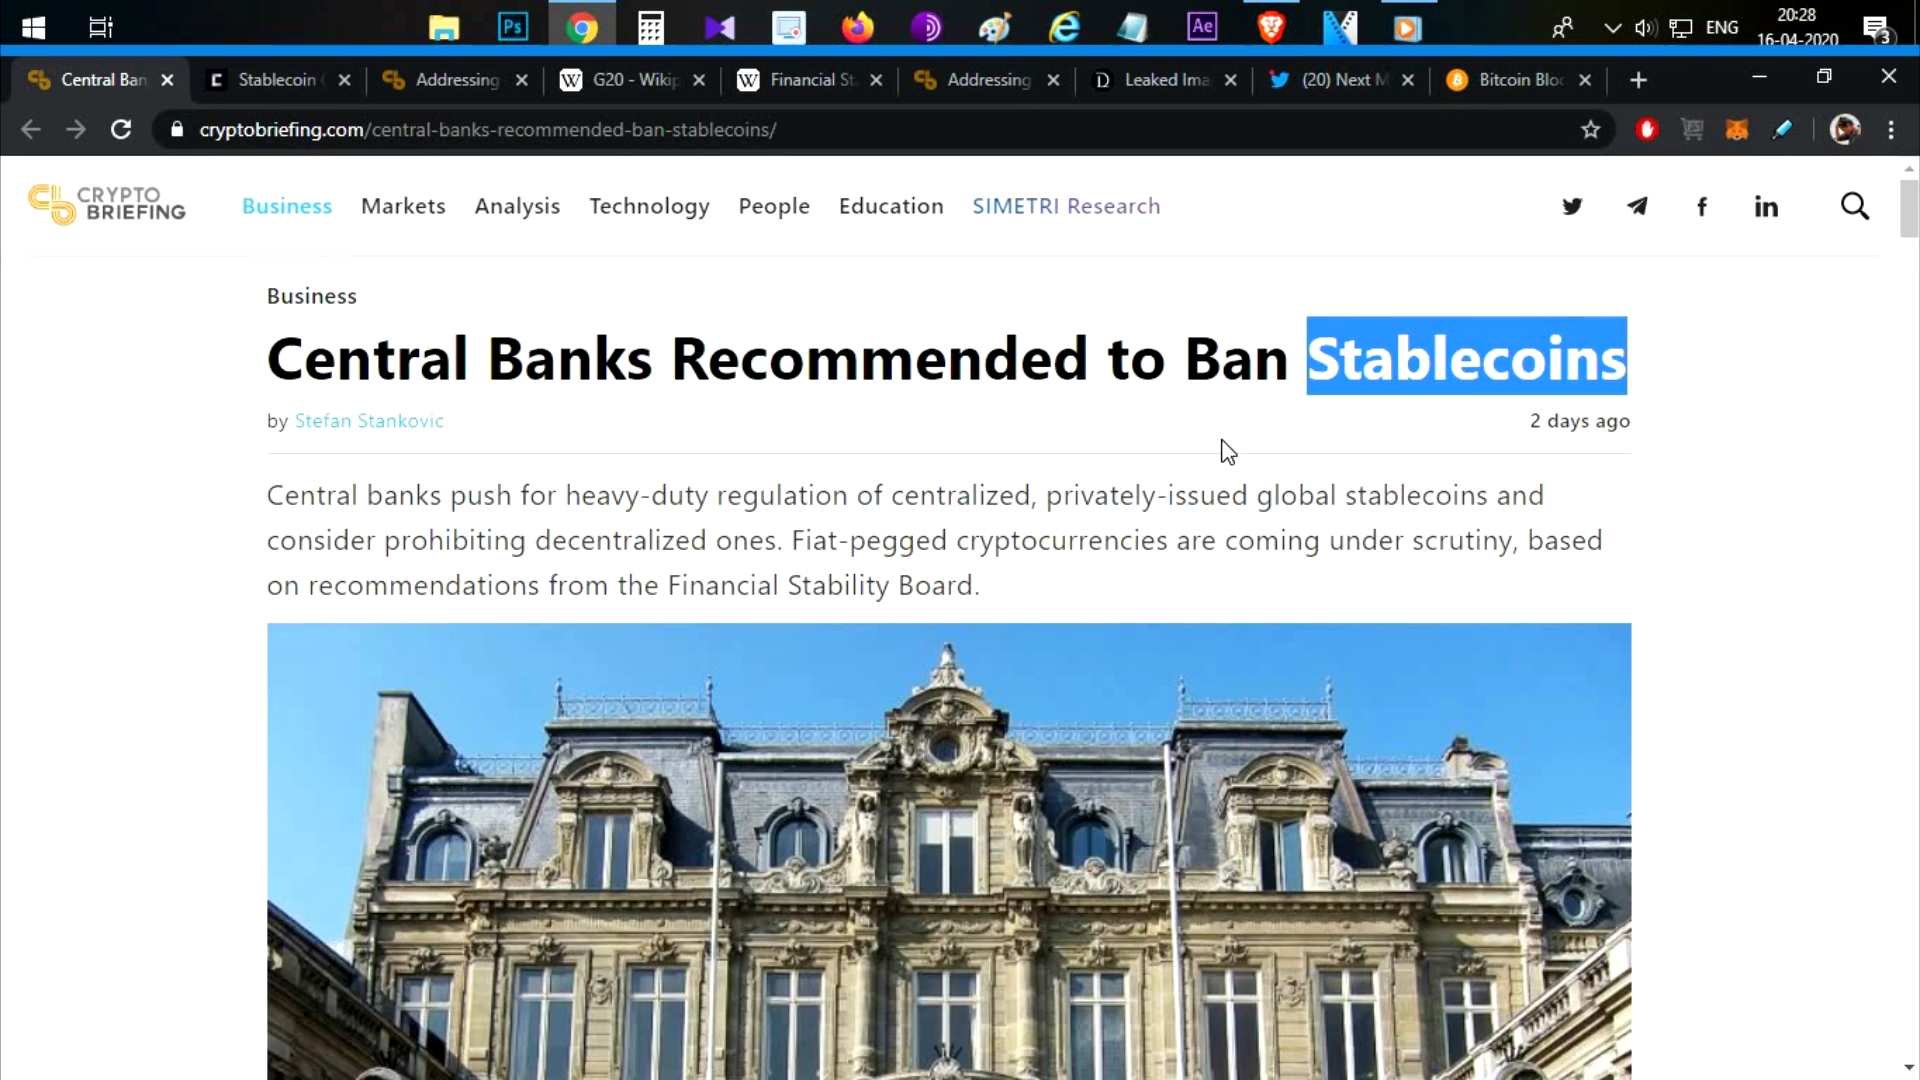 Ps
Ae
ENG
20:28
16-04-2020
3
Central Ban
Stablecoin
Addressing
W
G20 - Wikip
W
Financial St
Addressing
D
Leaked Ima
(20) Next M
Bitcoin Bloc
cryptobriefing.com/central-banks-recommended-ban-stablecoins/
CRYPTO
BRIEFING
Business
Markets
Analysis
Technology
People
Education
SIMETRI Research
Business
Central Banks Recommended to Ban Stablecoins
by Stefan Stankovic
2 days ago
Central banks push for heavy-duty regulation of centralized, privately-issued global stablecoins and
consider prohibiting decentralized ones. Fiat-pegged cryptocurrencies are coming under scrutiny, based
on recommendations from the Financial Stability Board.